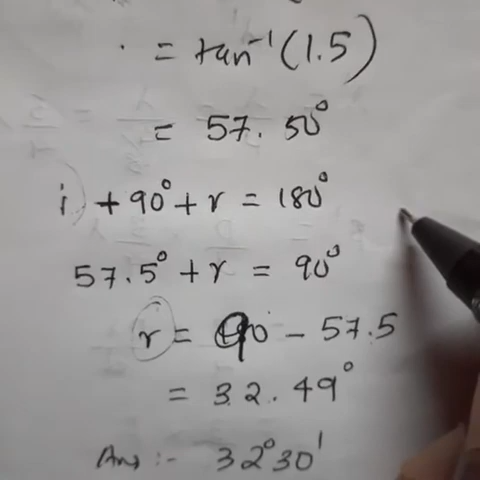 = tan⁻¹(1.5)
= 57.50°
i + 90° + r = 180°
57.5° + r = 90°
r = 90 - 57.5
= 32.49°
Ans :- 32°30'